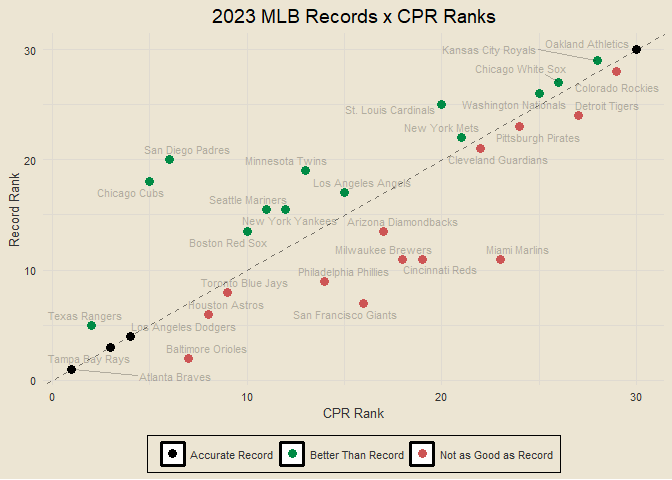 2023 MLB Records x CPR Ranks
Oakland Athletics
Kansas City Royals
Chicago White Sox
Colorado Rockies
Washington Nationals
Detroit Tigers
St. Louis Cardinals
New York Mets
Pittsburgh Pirates
Cleveland Guardians
San Diego Padres
Minnesota Twins
Los Angeles Angels
Chicago Cubs
Seattle Mariners
New York Yankees
Arizona Diamondbacks
Boston Red Sox
Milwaukee Brewers
Miami Marlins
Cincinnati Reds
Philadelphia Phillies
Toronto Blue Jays
Houston Astros
San Francisco Giants
Texas Rangers
Los Angeles Dodgers
Baltimore Orioles
Tampa Bay Rays
Atlanta Braves
30
20
10
0
Record Rank
0
10
20
30
CPR Rank
Accurate Record
Better Than Record
Not as Good as Record